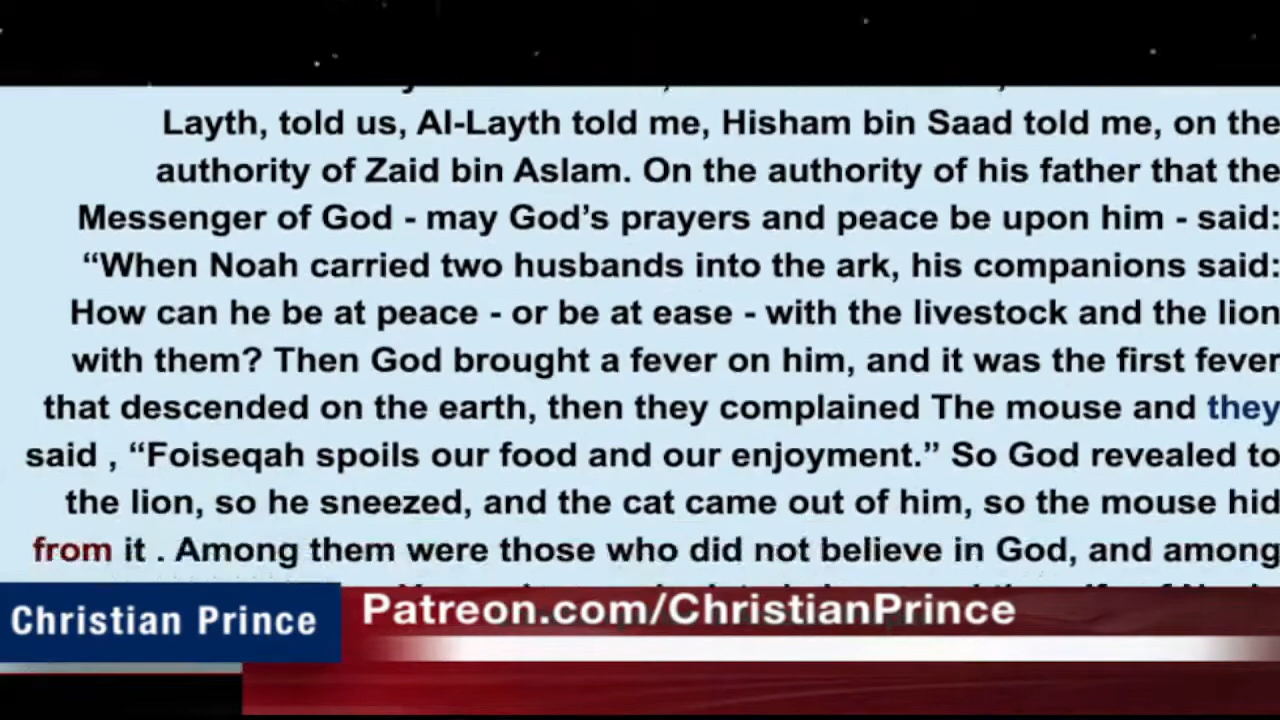 Layth, told us, Al-Layth told me, Hisham bin Saad told me, on the
authority of Zaid bin Aslam. On the authority of his father that the
Messenger of God - may God’s prayers and peace be upon him - said:
“When Noah carried two husbands into the ark, his companions said:
How can he be at peace - or be at ease - with the livestock and the lion
with them? Then God brought a fever on him, and it was the first fever
that descended on the earth, then they complained The mouse and they
said , “Foiseqah spoils our food and our enjoyment.” So God revealed to
the lion, so he sneezed, and the cat came out of him, so the mouse hid
from it . Among them were those who did not believe in God, and among
Christian Prince
Patreon.com/ChristianPrince